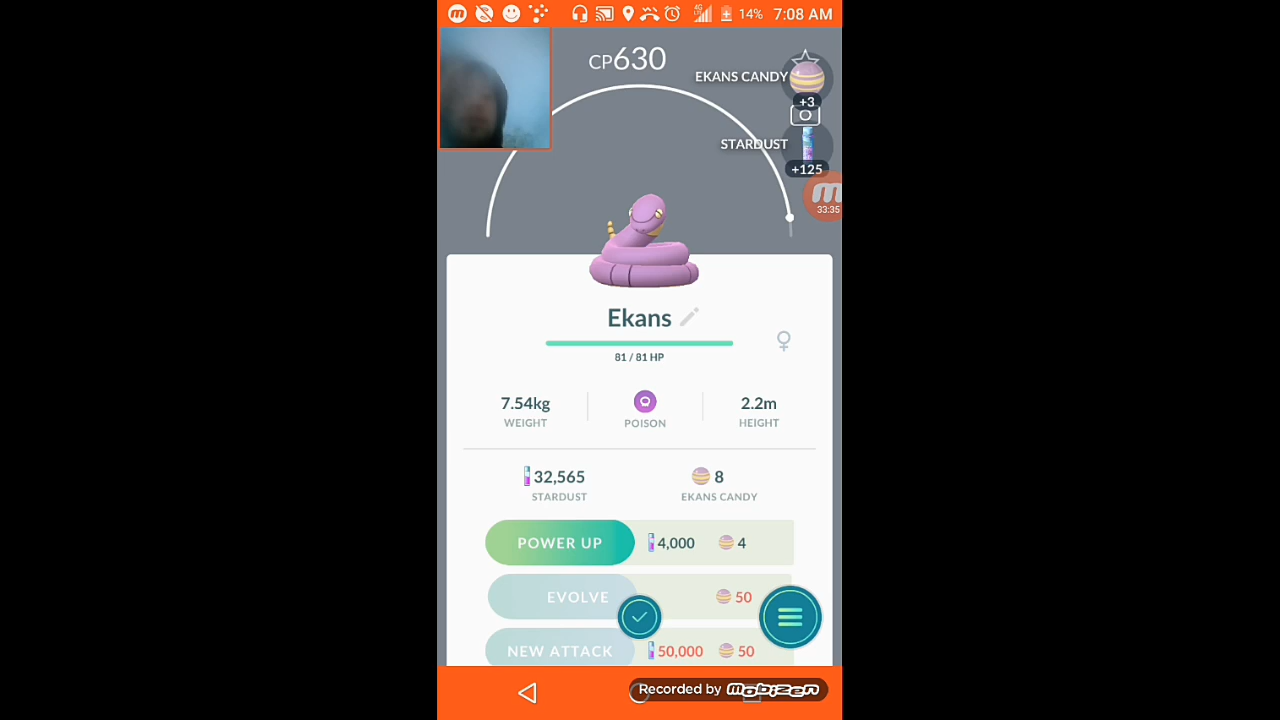 4G LTE 14% 7:08 AM
CP630
EKANS CANDY
+3
STARDUST
+125
33:35
Ekans
81 / 81 HP
7.54kg POISON 2.2m
WEIGHT HEIGHT
32,565 8
STARDUST EKANS CANDY
POWER UP 4,000 4
EVOLVE 50
NEW ATTACK 50,000 50
Recorded by mobizen